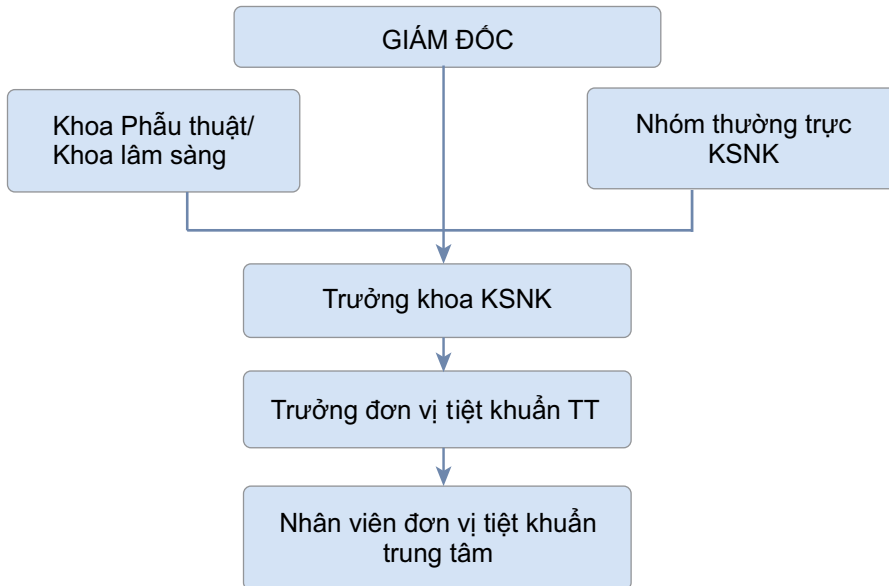 GIÁM ĐỐC
Khoa Phẫu thuật/
Khoa lâm sàng
Nhóm thường trực
KSNK
Trưởng khoa KSNK
Trưởng đơn vị tiệt khuẩn TT
Nhân viên đơn vị tiệt khuẩn
trung tâm